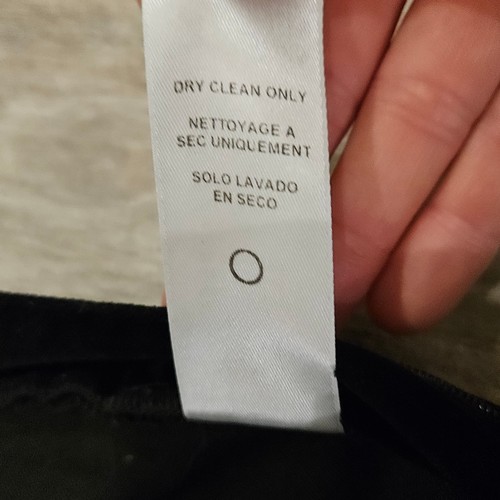 DRY CLEAN ONLY
NETTOYAGE A
SEC UNIQUEMENT
SOLO LAVADO
EN SECO